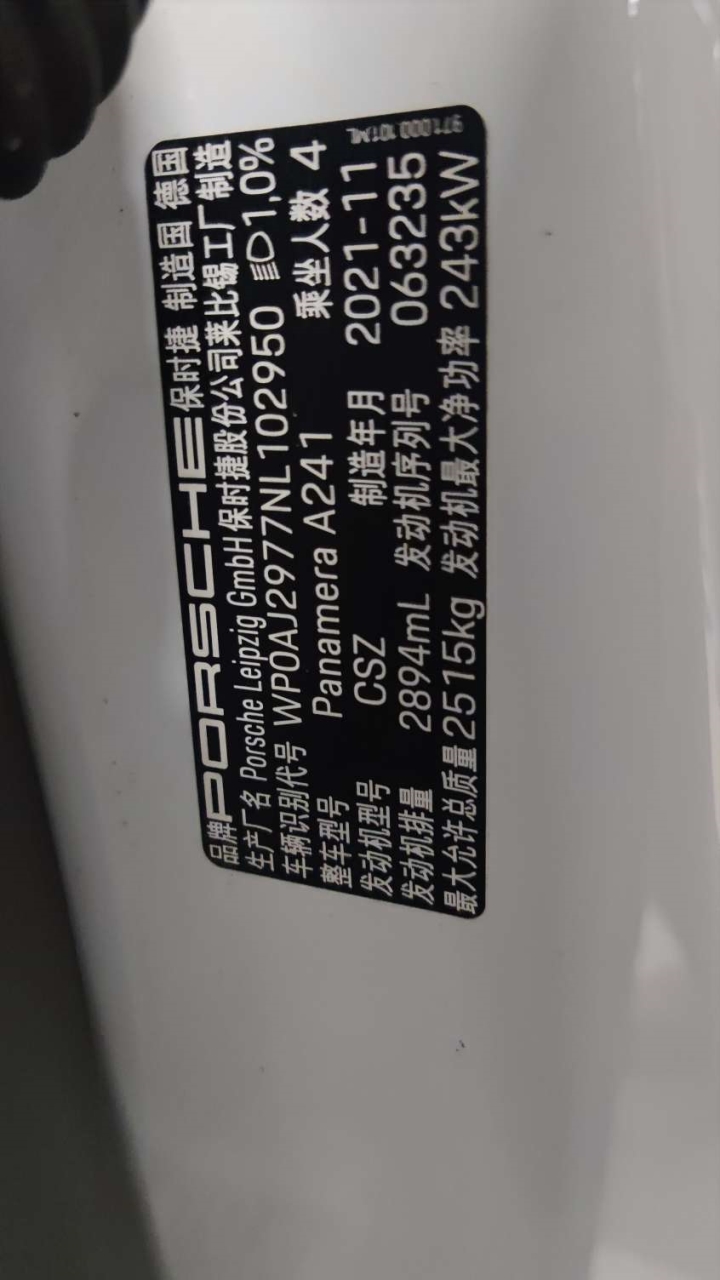 品牌 PORSCHE 保时捷 制造国 德国
生产厂名 Porsche Leipzig GmbH 保时捷股份公司莱比锡工厂制造
车辆识别代号 WP0AJ2977NL102950 1,0%
整车型号 Panamera A241 乘坐人数 4
发动机型号 CSZ 制造年月 2021-11
发动机排量 2894mL 发动机序列号 063235
最大允许总质量 2515kg 发动机最大净功率 243kW
971.000.101.ML